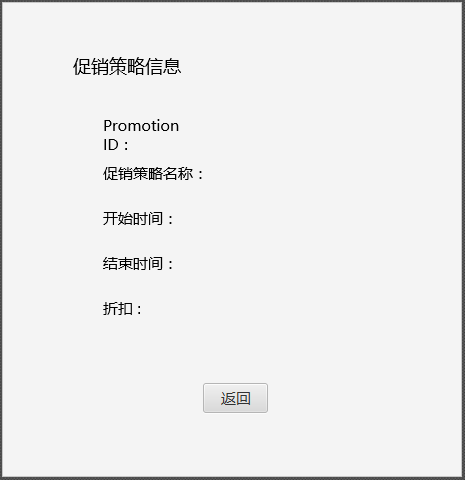 促销策略信息
Promotion
ID：
促销策略名称：
开始时间：
结束时间：
折扣：
返回